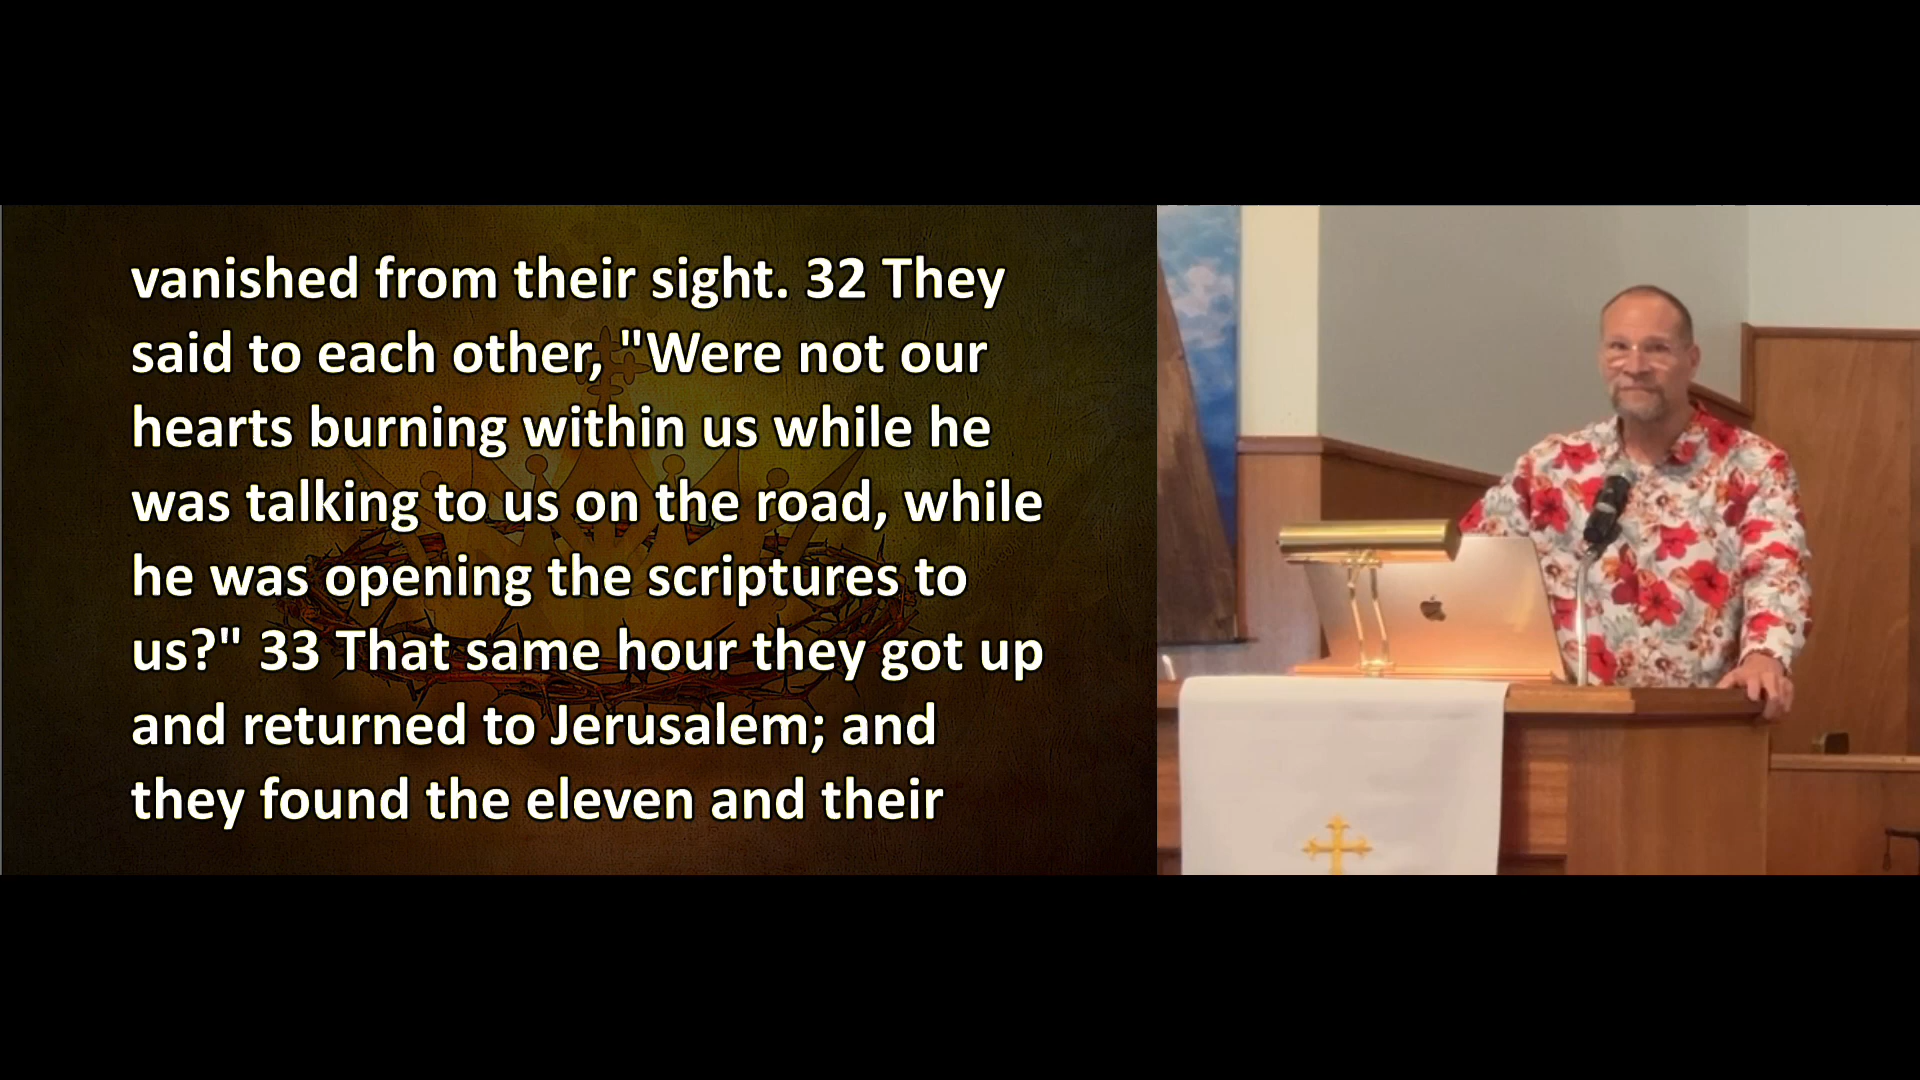 vanished from their sight. 32 They
said to each other, "Were not our
hearts burning within us while he
was talking to us on the road, while
he was opening the scriptures to
us?" 33 That same hour they got up
and returned to Jerusalem; and
they found the eleven and their